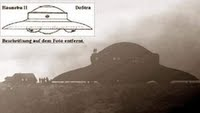 Haunebu II
Beschriftung auf dem Foto entfernt.